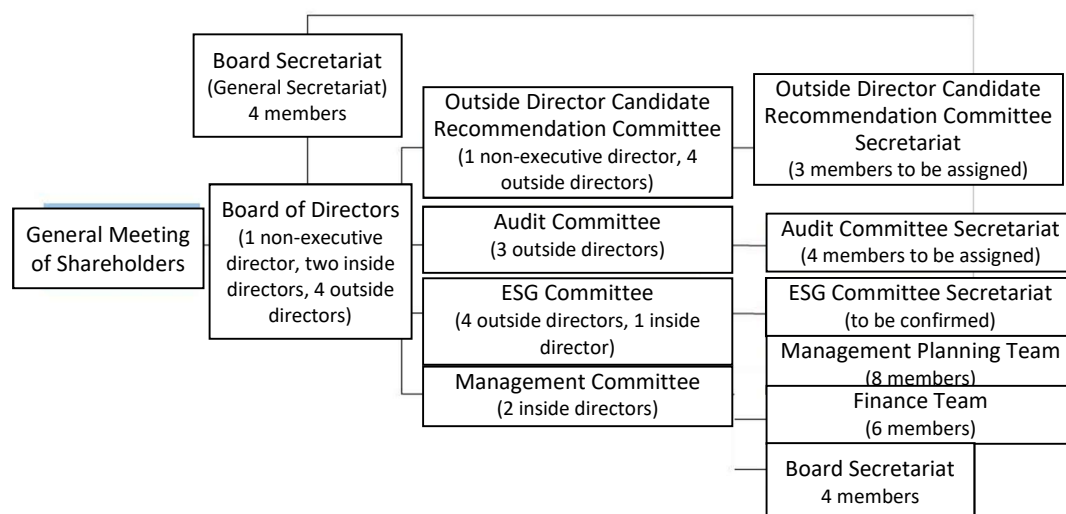 Board Secretariat
(General Secretariat)
4 members
Outside Director Candidate
Recommendation Committee
(1 non-executive director, 4
outside directors)
Outside Director Candidate
Recommendation Committee
Secretariat
(3 members to be assigned)
General Meeting
of Shareholders
Board of Directors
(1 non-executive
director, two inside
directors, 4 outside
directors)
Audit Committee
(3 outside directors)
Audit Committee Secretariat
(4 members to be assigned)
ESG Committee
(4 outside directors, 1 inside
director)
ESG Committee Secretariat
(to be confirmed)
Management Committee
(2 inside directors)
Management Planning Team
(8 members)
Finance Team
(6 members)
Board Secretariat
4 members